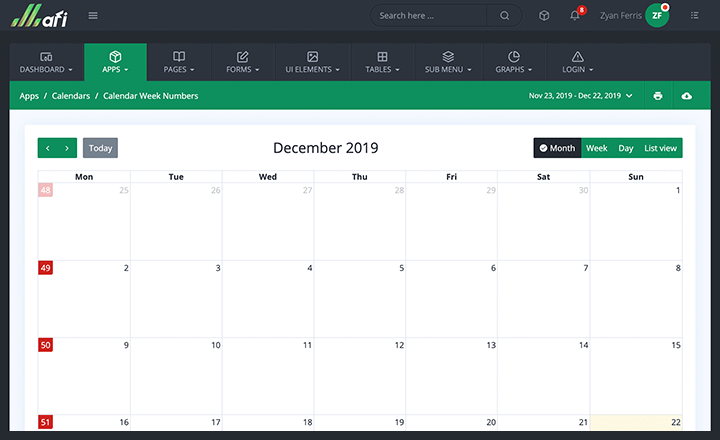 afi
Search here ...
8
Zyan Ferris
ZF
DASHBOARD
APPS
PAGES
FORMS
UI ELEMENTS
TABLES
SUB MENU
GRAPHS
LOGIN
Apps / Calendars / Calendar Week Numbers
Nov 23, 2019 - Dec 22, 2019
Today
December 2019
Month Week Day List view
Mon Tue Wed Thu Fri Sat Sun
48 25 26 27 28 29 30 1
49 2 3 4 5 6 7 8
50 9 10 11 12 13 14 15
51 16 17 18 19 20 21 22